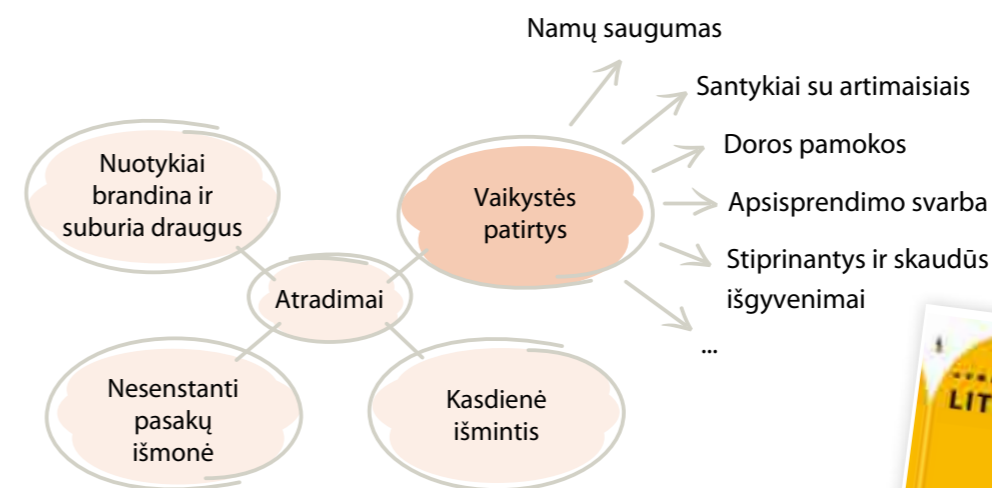 Namų saugumas
Santykiai su artimaisiais
Doros pamokos
Apsisprendimo svarba
Stiprinantys ir skaudūs
išgyvenimai
...
Vaikystės
patirtys
Nuotykiai
brandina ir
suburia draugus
Atradimai
Nesenstanti
pasakų
išmonė
Kasdienė
išmintis
LIT